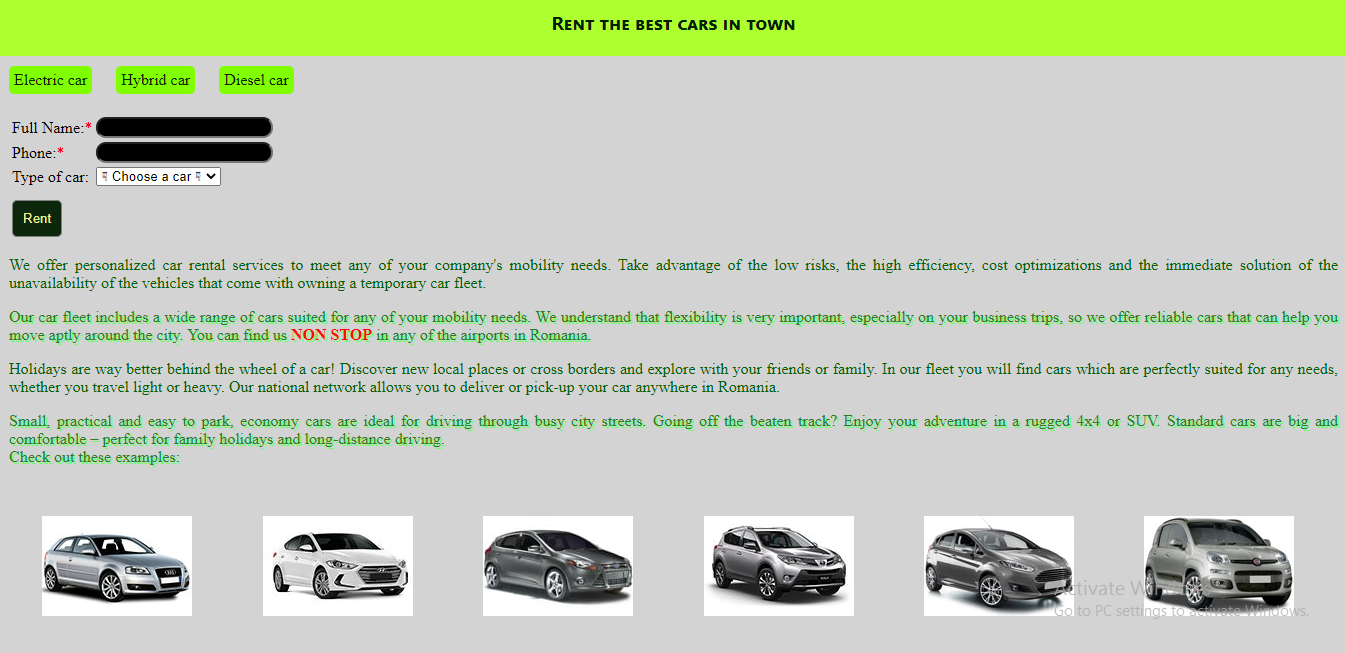 Rent the best cars in town
Electric car Hybrid car Diesel car
Full Name:*
Phone:*
Type of car: ☟ Choose a car ☟
Rent
We offer personalized car rental services to meet any of your company's mobility needs. Take advantage of the low risks, the high efficiency, cost optimizations and the immediate solution of the
unavailability of the vehicles that come with owning a temporary car fleet.
Our car fleet includes a wide range of cars suited for any of your mobility needs. We understand that flexibility is very important, especially on your business trips, so we offer reliable cars that can help you
move aptly around the city. You can find us NON STOP in any of the airports in Romania.
Holidays are way better behind the wheel of a car! Discover new local places or cross borders and explore with your friends or family. In our fleet you will find cars which are perfectly suited for any needs,
whether you travel light or heavy. Our national network allows you to deliver or pick-up your car anywhere in Romania.
Small, practical and easy to park, economy cars are ideal for driving through busy city streets. Going off the beaten track? Enjoy your adventure in a rugged 4x4 or SUV. Standard cars are big and
comfortable – perfect for family holidays and long-distance driving.
Check out these examples:
Activate Windows
Go to PC settings to activate Windows.